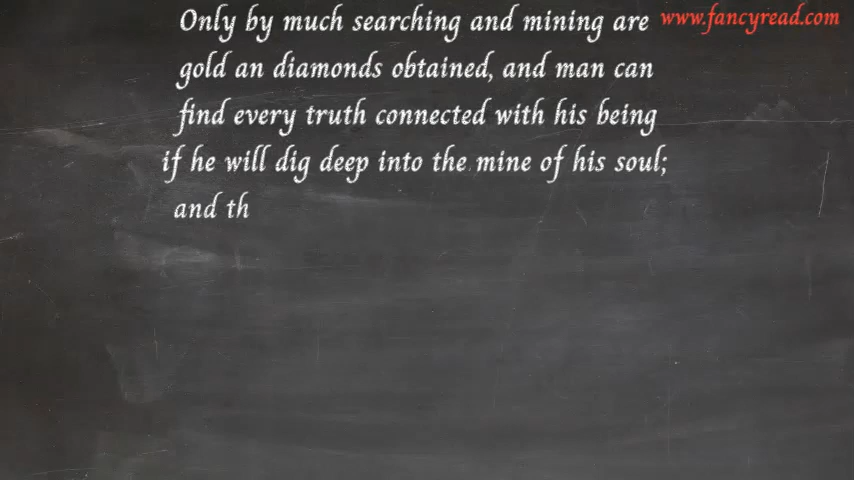 Only by much searching and mining are
www.fancyread.com
gold an diamonds obtained, and man can
find every truth connected with his being
if he will dig deep into the mine of his soul;
and th